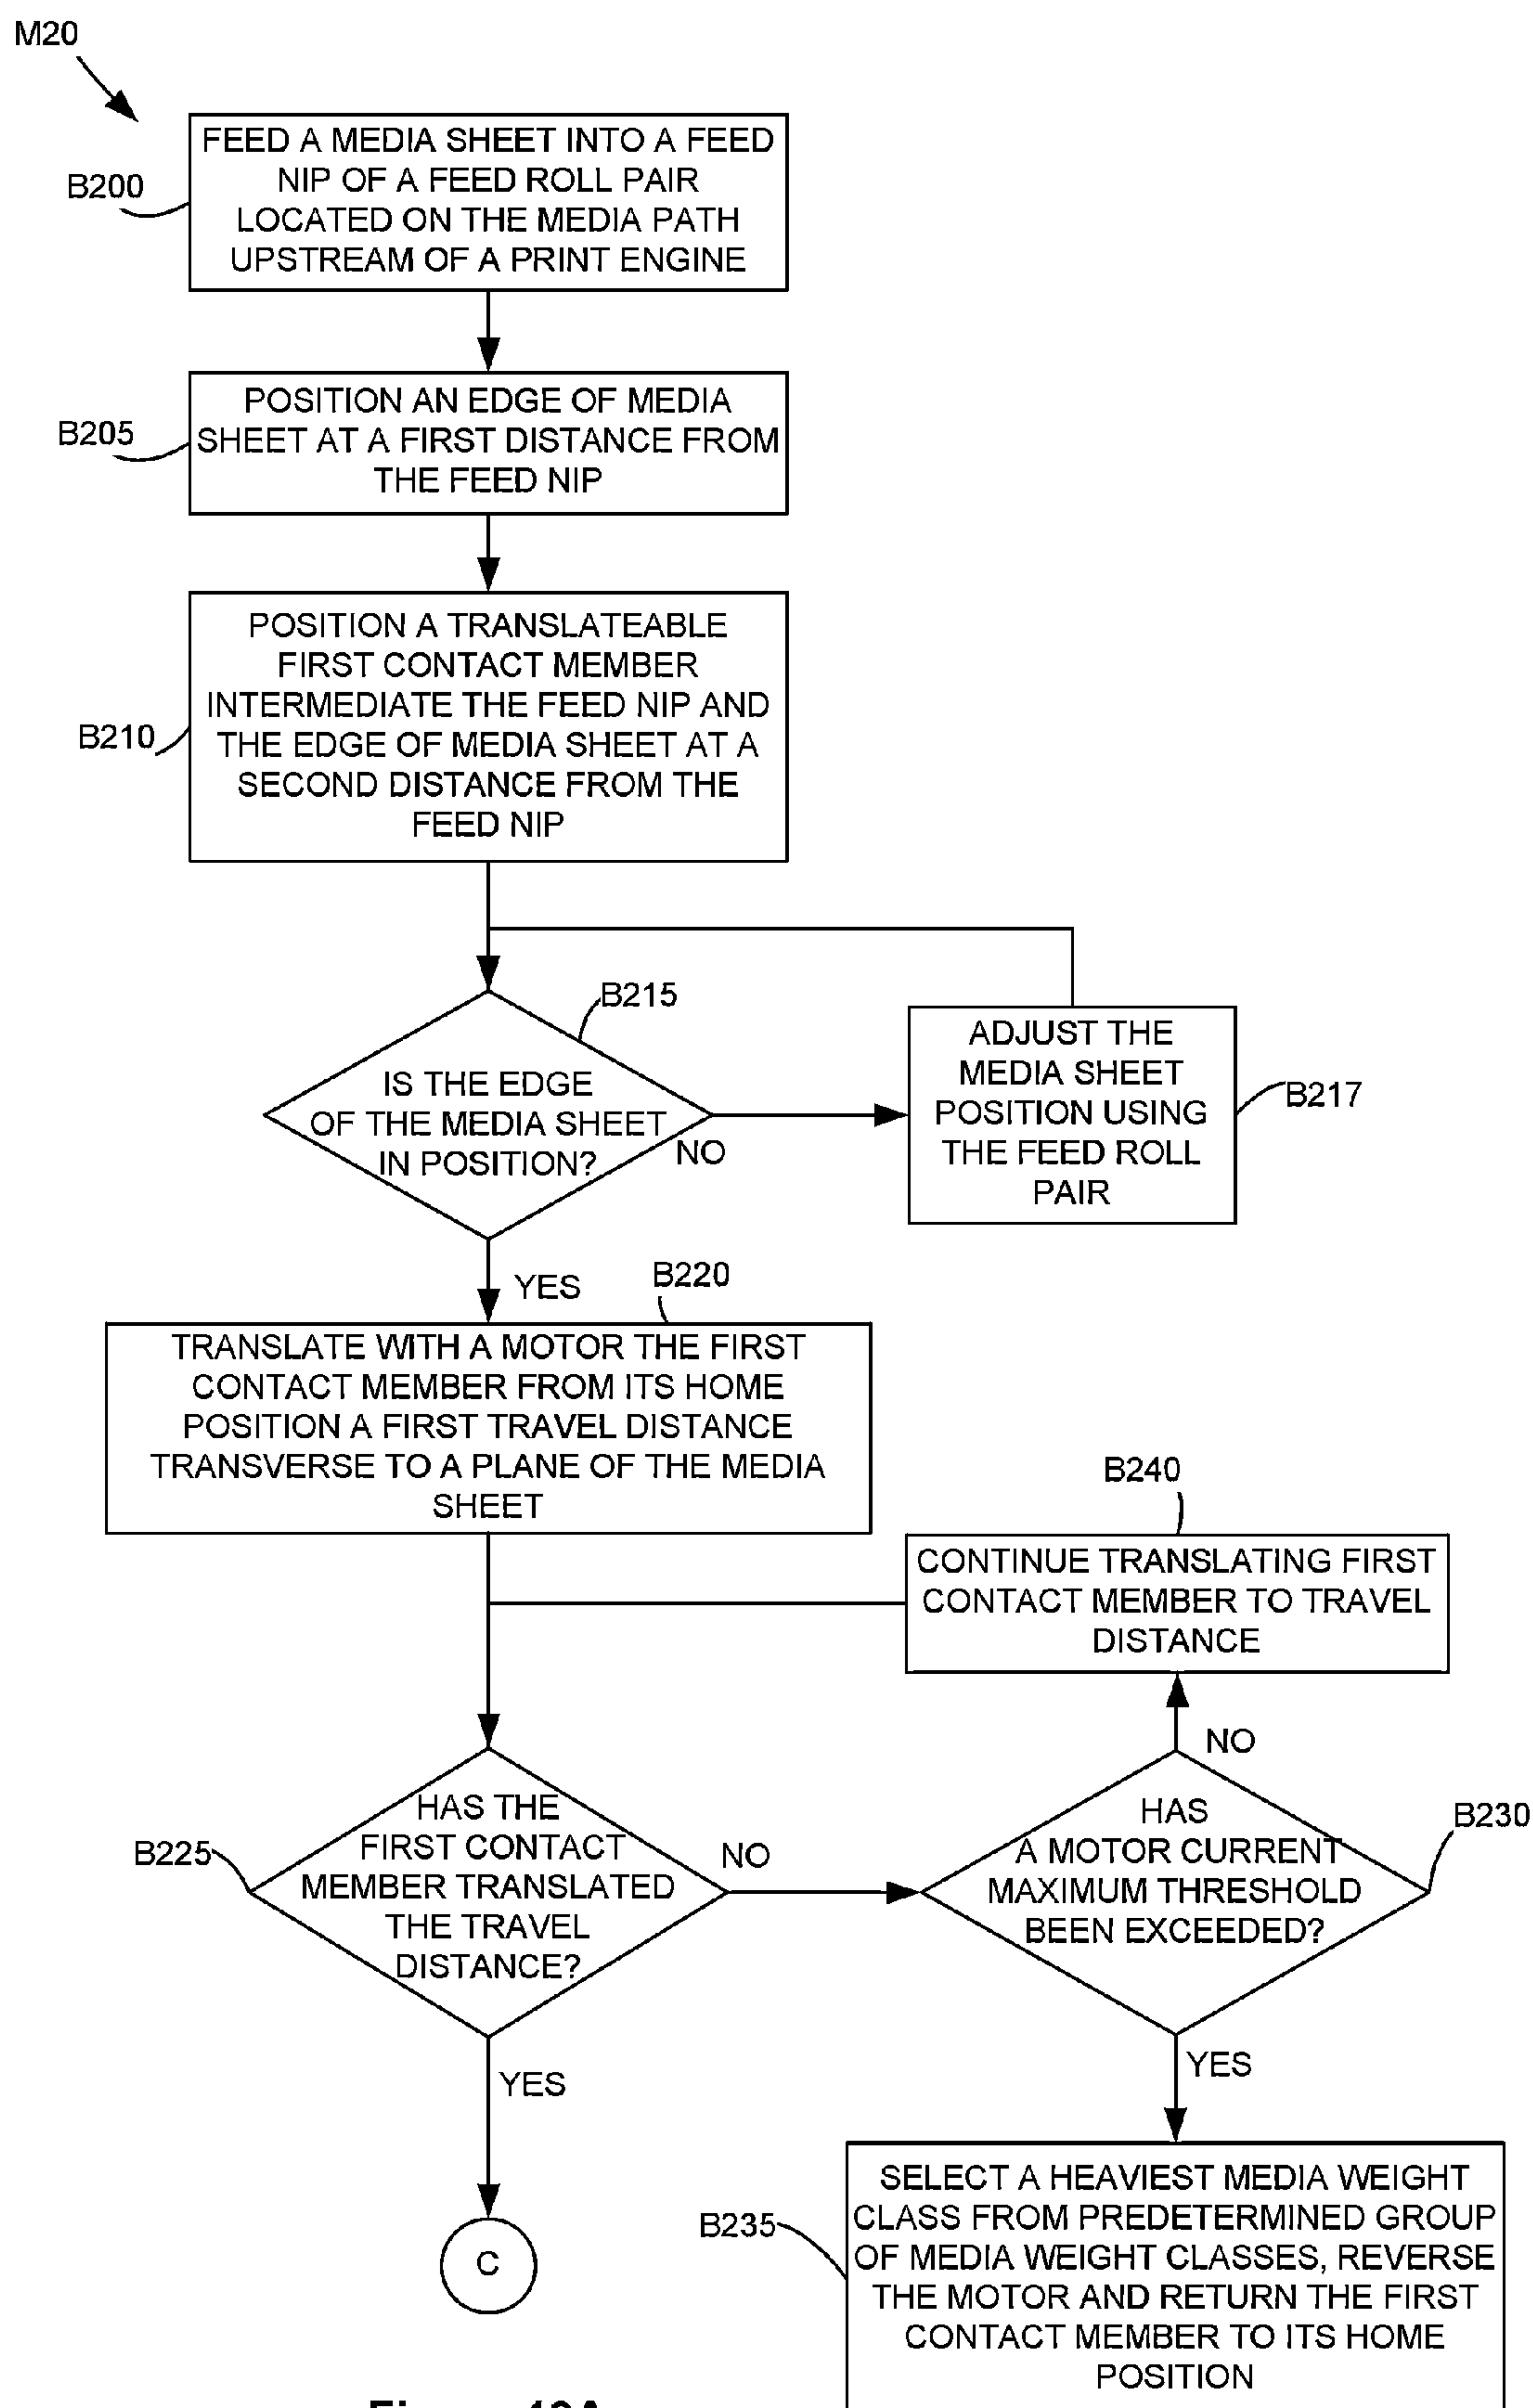 M20
FEED A MEDIA SHEET INTO A FEED
NIP OF A FEED ROLL PAIR
LOCATED ON THE MEDIA PATH
UPSTREAM OF A PRINT ENGINE
B200
POSITION AN EDGE OF MEDIA
SHEET AT A FIRST DISTANCE FROM
THE FEED NIP
B205
POSITION A TRANSLATEABLE
FIRST CONTACT MEMBER
INTERMEDIATE THE FEED NIP AND
THE EDGE OF MEDIA SHEET AT A
SECOND DISTANCE FROM THE
FEED NIP
B210
B215
IS THE EDGE
OF THE MEDIA SHEET
IN POSITION?
NO
ADJUST THE
MEDIA SHEET
POSITION USING
THE FEED ROLL
PAIR
B217
YES
B220
TRANSLATE WITH A MOTOR THE FIRST
CONTACT MEMBER FROM ITS HOME
POSITION A FIRST TRAVEL DISTANCE
TRANSVERSE TO A PLANE OF THE MEDIA
SHEET
B240
CONTINUE TRANSLATING FIRST
CONTACT MEMBER TO TRAVEL
DISTANCE
NO
B225
HAS THE
FIRST CONTACT
MEMBER TRANSLATED
THE TRAVEL
DISTANCE?
NO
HAS
A MOTOR CURRENT
MAXIMUM THRESHOLD
BEEN EXCEEDED?
B230
YES
YES
C
B235
SELECT A HEAVIEST MEDIA WEIGHT
CLASS FROM PREDETERMINED GROUP
OF MEDIA WEIGHT CLASSES, REVERSE
THE MOTOR AND RETURN THE FIRST
CONTACT MEMBER TO ITS HOME
POSITION